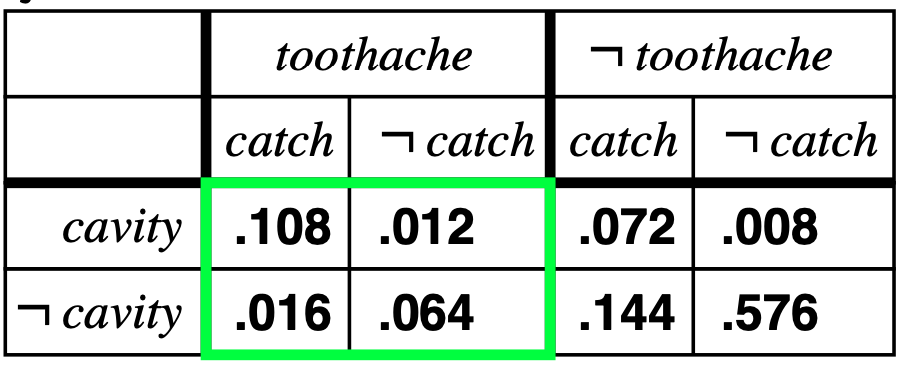 toothache ¬ toothache
catch ¬ catch catch ¬ catch
cavity .108 .012 .072 .008
¬ cavity .016 .064 .144 .576